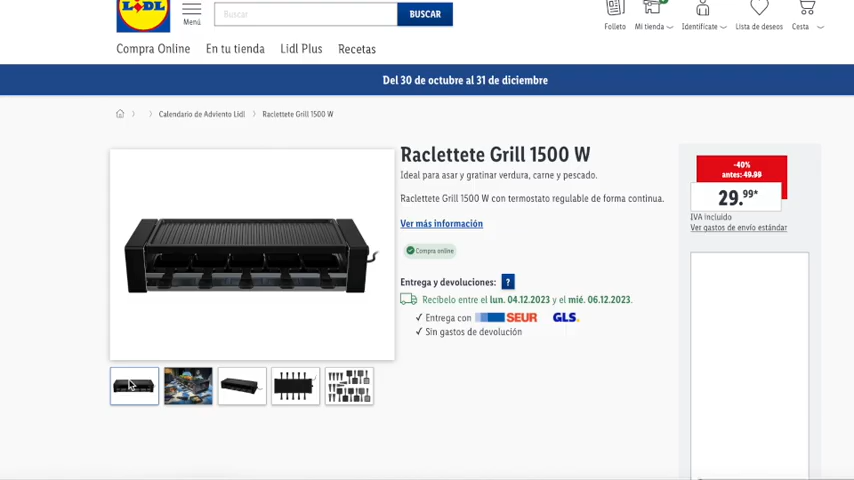 LIDL
Menú
Buscar
BUSCAR
Folleto
Mi tienda
Identifícate
Lista de deseos
Cesta
Compra Online
En tu tienda
Lidl Plus
Recetas
Del 30 de octubre al 31 de diciembre
Calendario de Adviento Lidl
Raclettete Grill 1500 W
Raclettete Grill 1500 W
Ideal para asar y gratinar verdura, carne y pescado.
Raclettete Grill 1500 W con termostato regulable de forma continua.
Ver más información
Compra online
Entrega y devoluciones: ?
Recíbelo entre el lun. 04.12.2023 y el mié. 06.12.2023.
✓ Entrega con SEUR GLS.
✓ Sin gastos de devolución
-40%
antes: 49.99
29.99*
IVA Incluido
Ver gastos de envío estándar